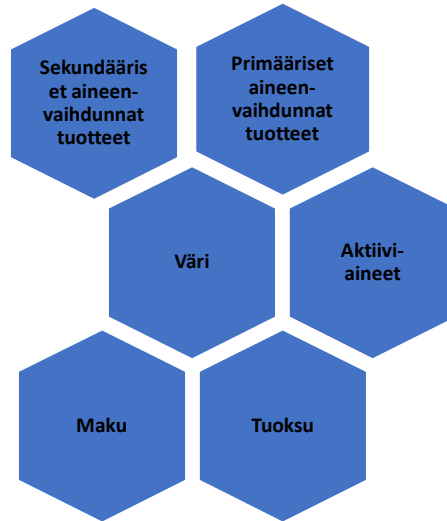 Sekundääris
et aineen-
vaihdunnat
tuotteet
Primääriset
aineen-
vaihdunnat
tuotteet
Väri
Aktiivi-
aineet
Maku
Tuoksu